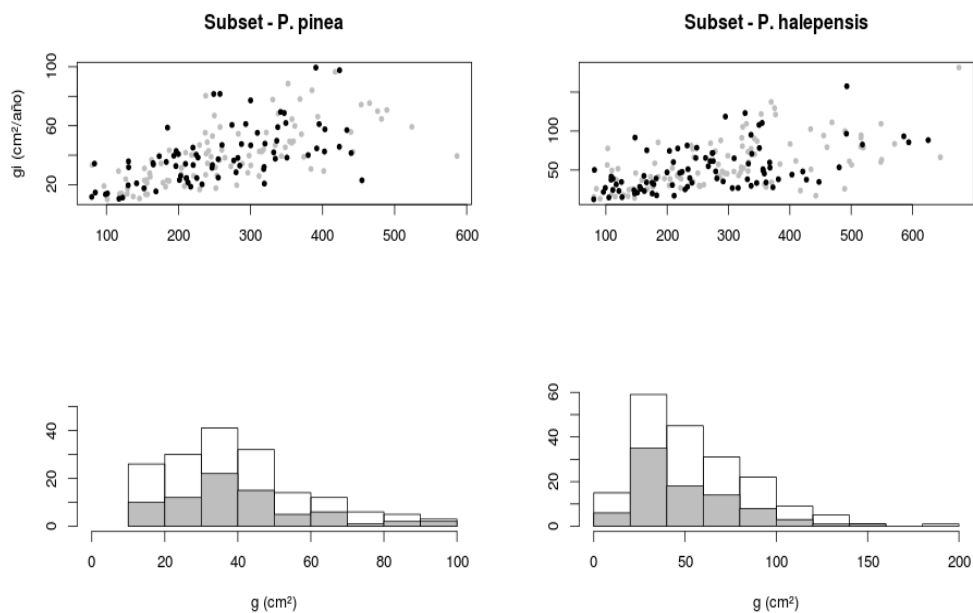 Subset - P. pinea
Subset - P. halepensis
gI (cm²/año)
20 60 100
100 200 300 400 500 600
50 100
100 200 300 400 500 600
0 20 40
0 20 40 60 80 100
g (cm²)
0 20 40 60
0 50 100 150 200
g (cm²)